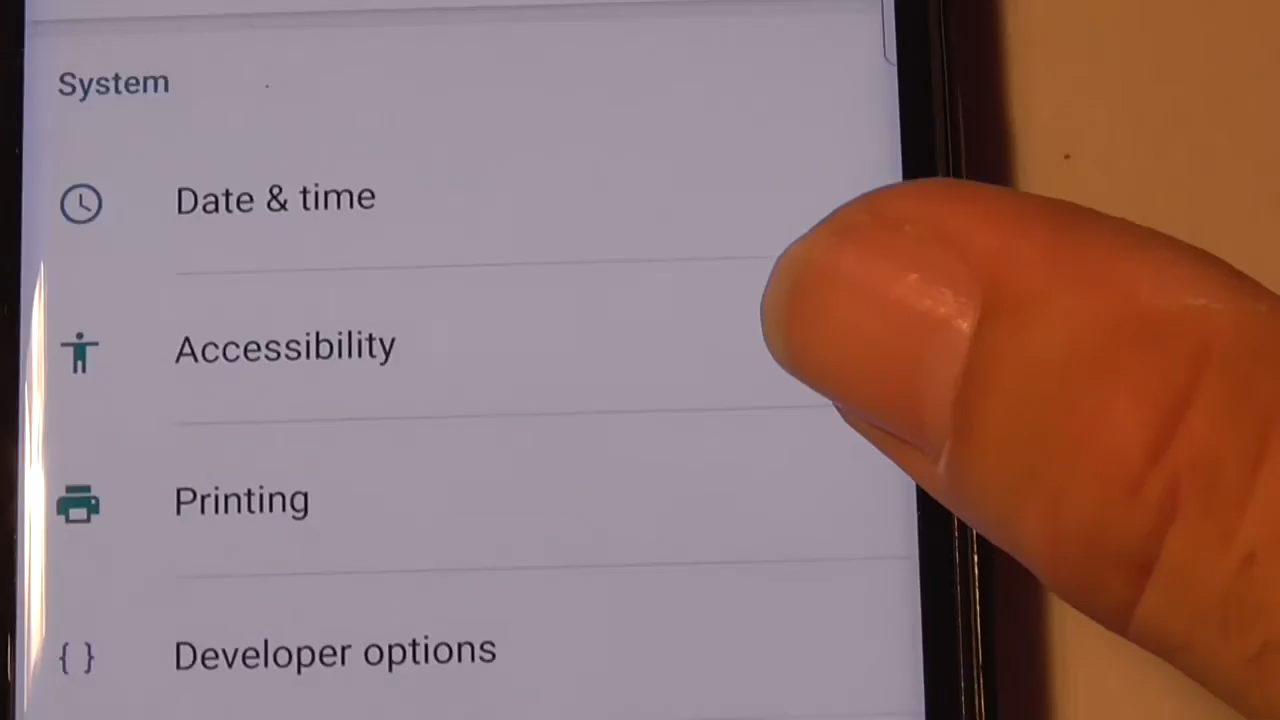 System
Date & time
Accessibility
Printing
Developer options